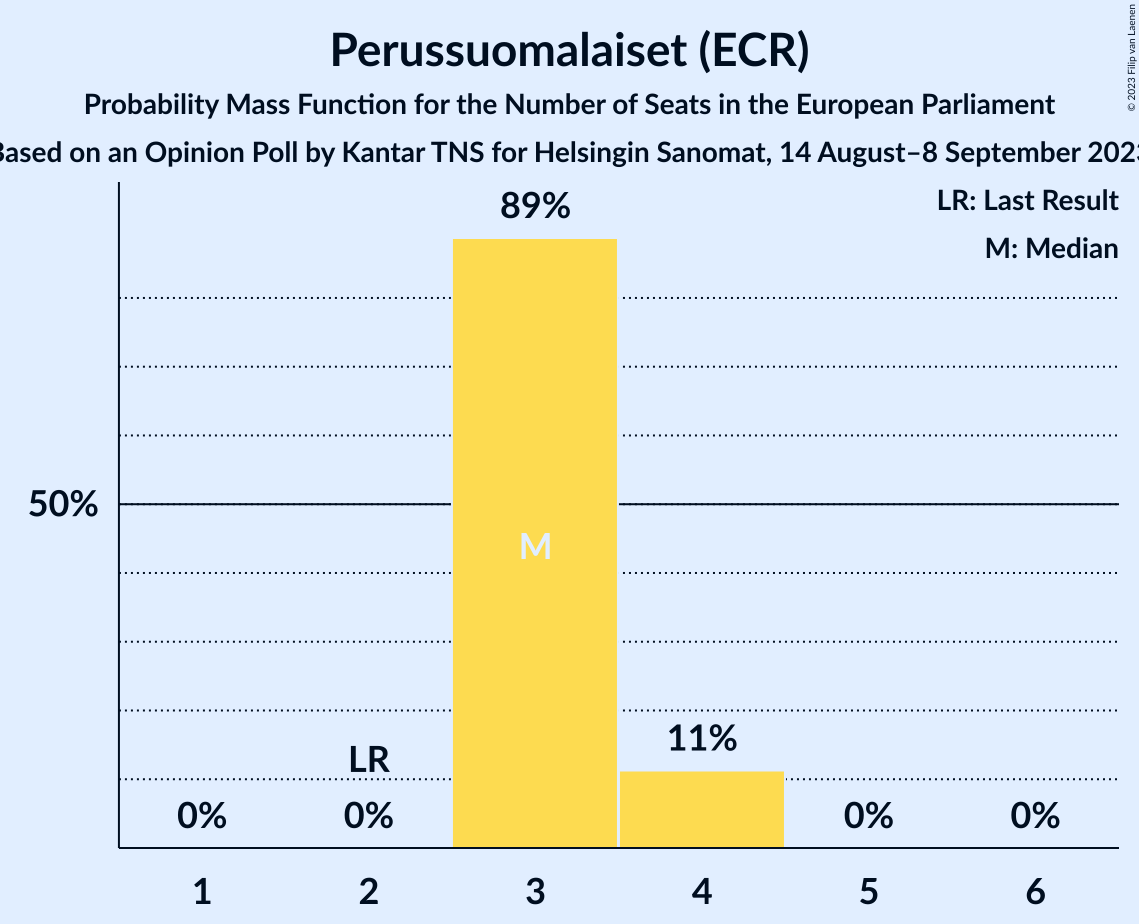 Perussuomalaiset (ECR)
Probability Mass Function for the Number of Seats in the European Parliament
Based on an Opinion Poll by Kantar TNS for Helsingin Sanomat, 14 August–8 September 2023
© 2023 Filip van Laenen
LR: Last Result
M: Median
89%
50%
M
11%
LR
0% 0% 0% 0%
1 2 3 4 5 6